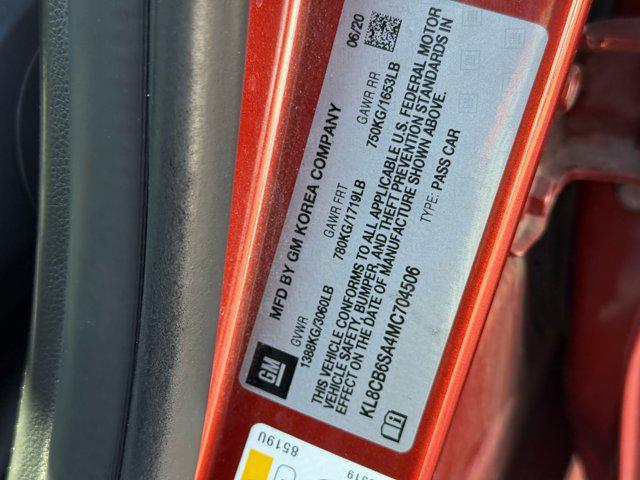 MFD BY GM KOREA COMPANY
06/20
GVWR
GAWR FRT
GAWR RR
1388KG/3060LB
780KG/1719LB
750KG/1653LB
THIS VEHICLE CONFORMS TO ALL APPLICABLE U.S. FEDERAL MOTOR
VEHICLE SAFETY, BUMPER, AND THEFT PREVENTION STANDARDS IN
EFFECT ON THE DATE OF MANUFACTURE SHOWN ABOVE.
KL8CB6SA4MC704506
TYPE: PASS CAR
GM
8519U